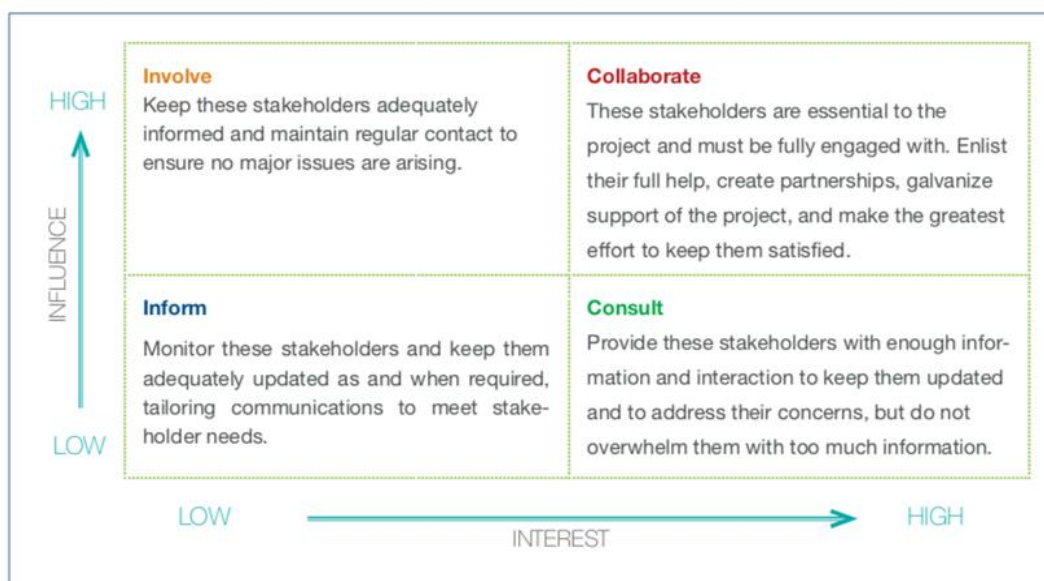 Involve
Keep these stakeholders adequately
informed and maintain regular contact to
ensure no major issues are arising.
Collaborate
These stakeholders are essential to the
project and must be fully engaged with. Enlist
their full help, create partnerships, galvanize
support of the project, and make the greatest
effort to keep them satisfied.
HIGH
INFLUENCE
LOW
Inform
Monitor these stakeholders and keep them
adequately updated as and when required,
tailoring communications to meet stake-
holder needs.
Consult
Provide these stakeholders with enough infor-
mation and interaction to keep them updated
and to address their concerns, but do not
overwhelm them with too much information.
LOW
INTEREST
HIGH